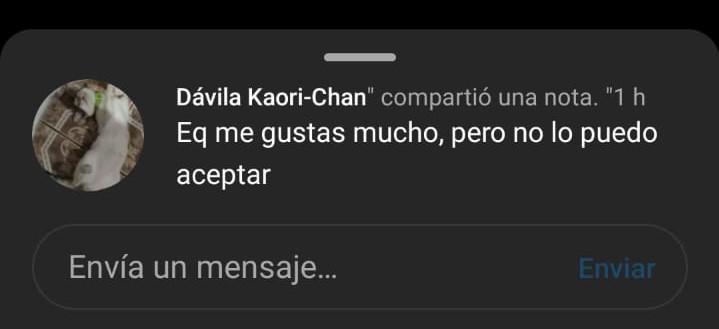 Dávila Kaori-Chan" compartió una nota. "1 h
Eq me gustas mucho, pero no lo puedo
aceptar
Envía un mensaje... Enviar